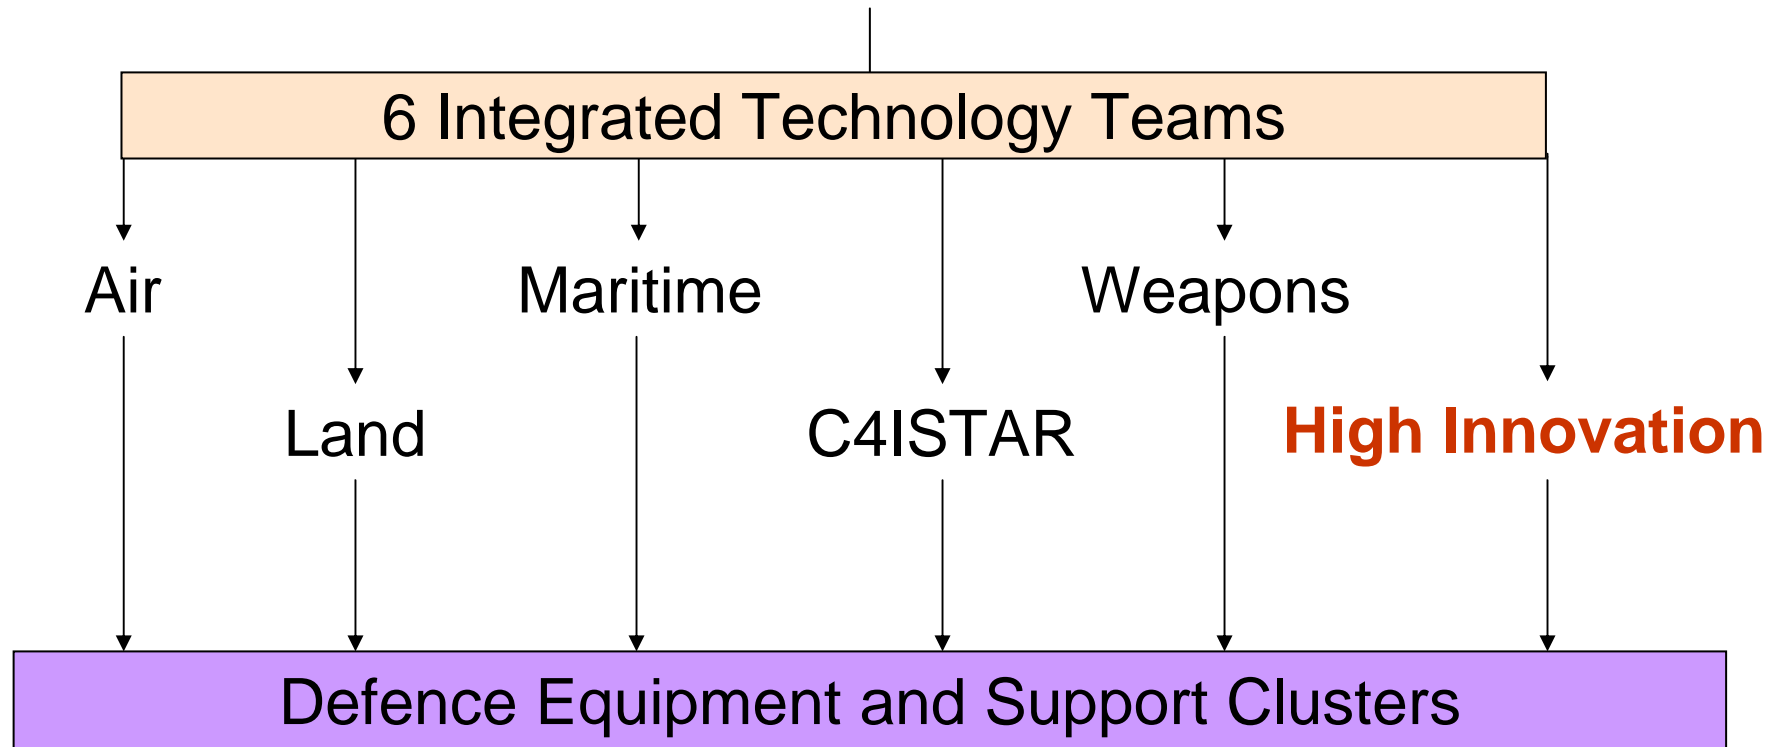 6 Integrated Technology Teams
Air
Maritime
Weapons
Land
C4ISTAR
High Innovation
Defence Equipment and Support Clusters